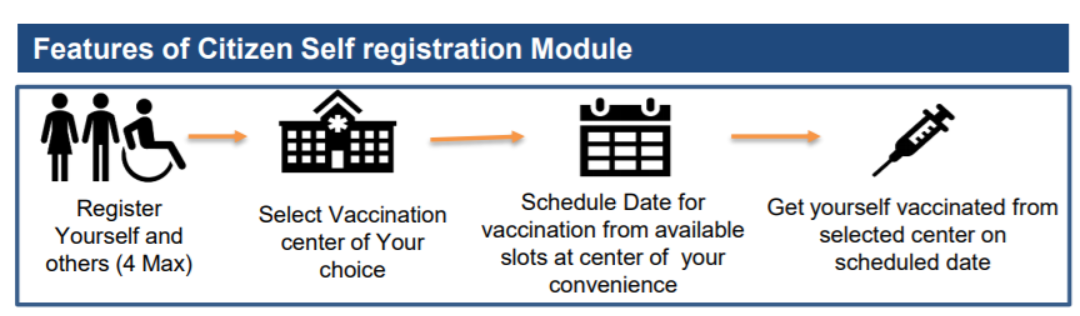 Features of Citizen Self registration Module
Register
Yourself and
others (4 Max)
Select Vaccination
center of Your
choice
Schedule Date for
vaccination from available
slots at center of your
convenience
Get yourself vaccinated from
selected center on
scheduled date